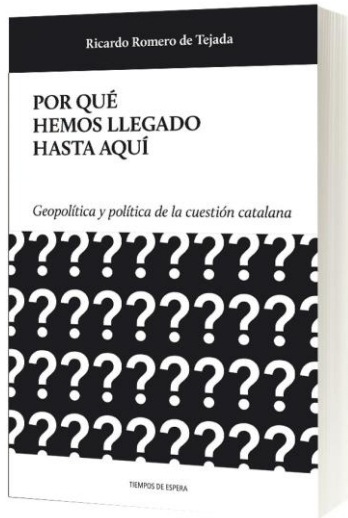 Ricardo Romero de Tejada
POR QUÉ
HEMOS LLEGADO
HASTA AQUÍ
Geopolítica y política de la cuestión catalana
TIEMPOS DE ESPERA